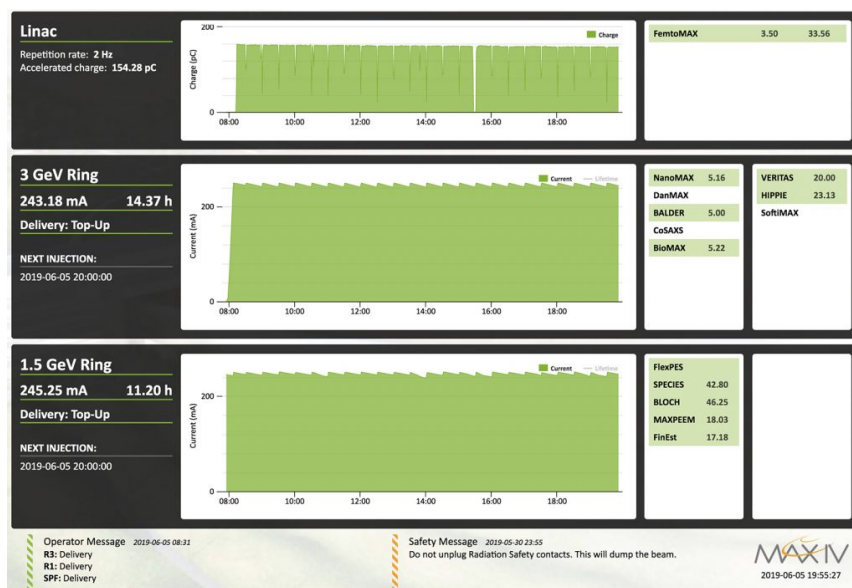 Linac
Repetition rate: 2 Hz
Accelerated charge: 154.28 pC
200
Charge (pC)
0
Charge
08:00 10:00 12:00 14:00 16:00 18:00
FemtoMAX 3.50 33.56
3 GeV Ring
243.18 mA 14.37 h
Delivery: Top-Up
NEXT INJECTION:
2019-06-05 20:00:00
Current Lifetime
200
Current (mA)
0
08:00 10:00 12:00 14:00 16:00 18:00
NanoMAX 5.16
DanMAX
BALDER 5.00
CoSAXS
BioMAX 5.22
VERITAS 20.00
HIPPIE 23.13
SoftiMAX
1.5 GeV Ring
245.25 mA 11.20 h
Delivery: Top-Up
NEXT INJECTION:
2019-06-05 20:00:00
Current Lifetime
200
Current (mA)
0
08:00 10:00 12:00 14:00 16:00 18:00
FlexPES
SPECIES 42.80
BLOCH 46.25
MAXPEEM 18.03
FinEst 17.18
Operator Message 2019-06-05 08:31
R3: Delivery
R1: Delivery
SPF: Delivery
Safety Message 2019-05-30 23:55
Do not unplug Radiation Safety contacts. This will dump the beam.
MAX IV
2019-06-05 19:55:27